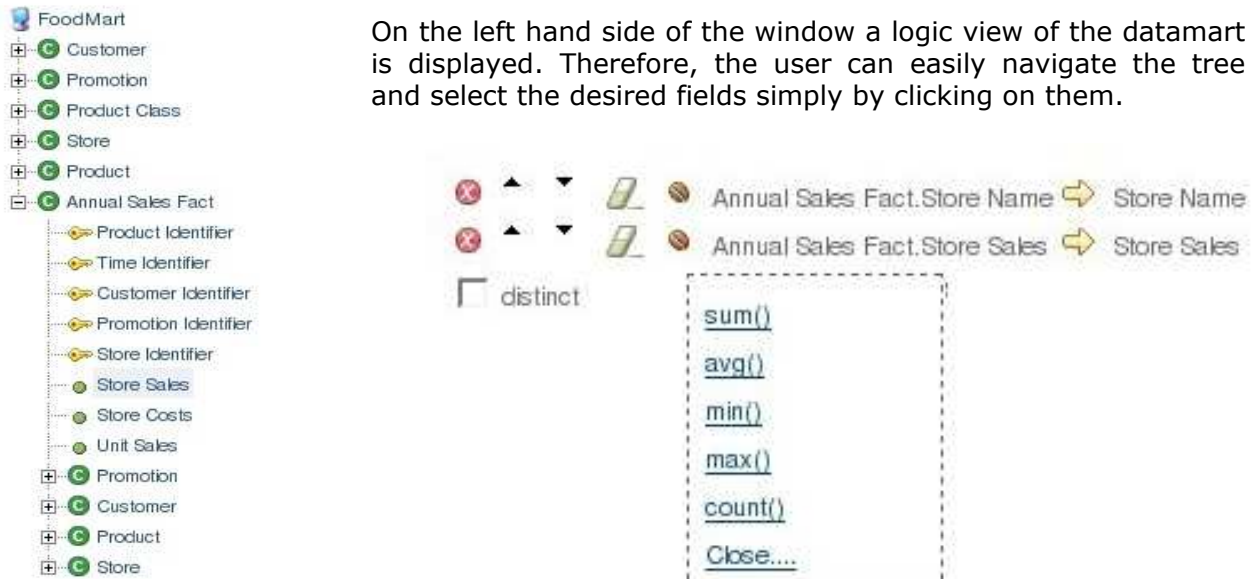 FoodMart
Customer
Promotion
Product Class
Store
Product
Annual Sales Fact
Product Identifier
Time Identifier
Customer Identifier
Promotion Identifier
Store Identifier
Store Sales
Store Costs
Unit Sales
Promotion
Customer
Product
Store
On the left hand side of the window a logic view of the datamart
is displayed. Therefore, the user can easily navigate the tree
and select the desired fields simply by clicking on them.
Annual Sales Fact.Store Name Store Name
Annual Sales Fact.Store Sales Store Sales
distinct
sum()
avg()
min()
max()
count()
Close....